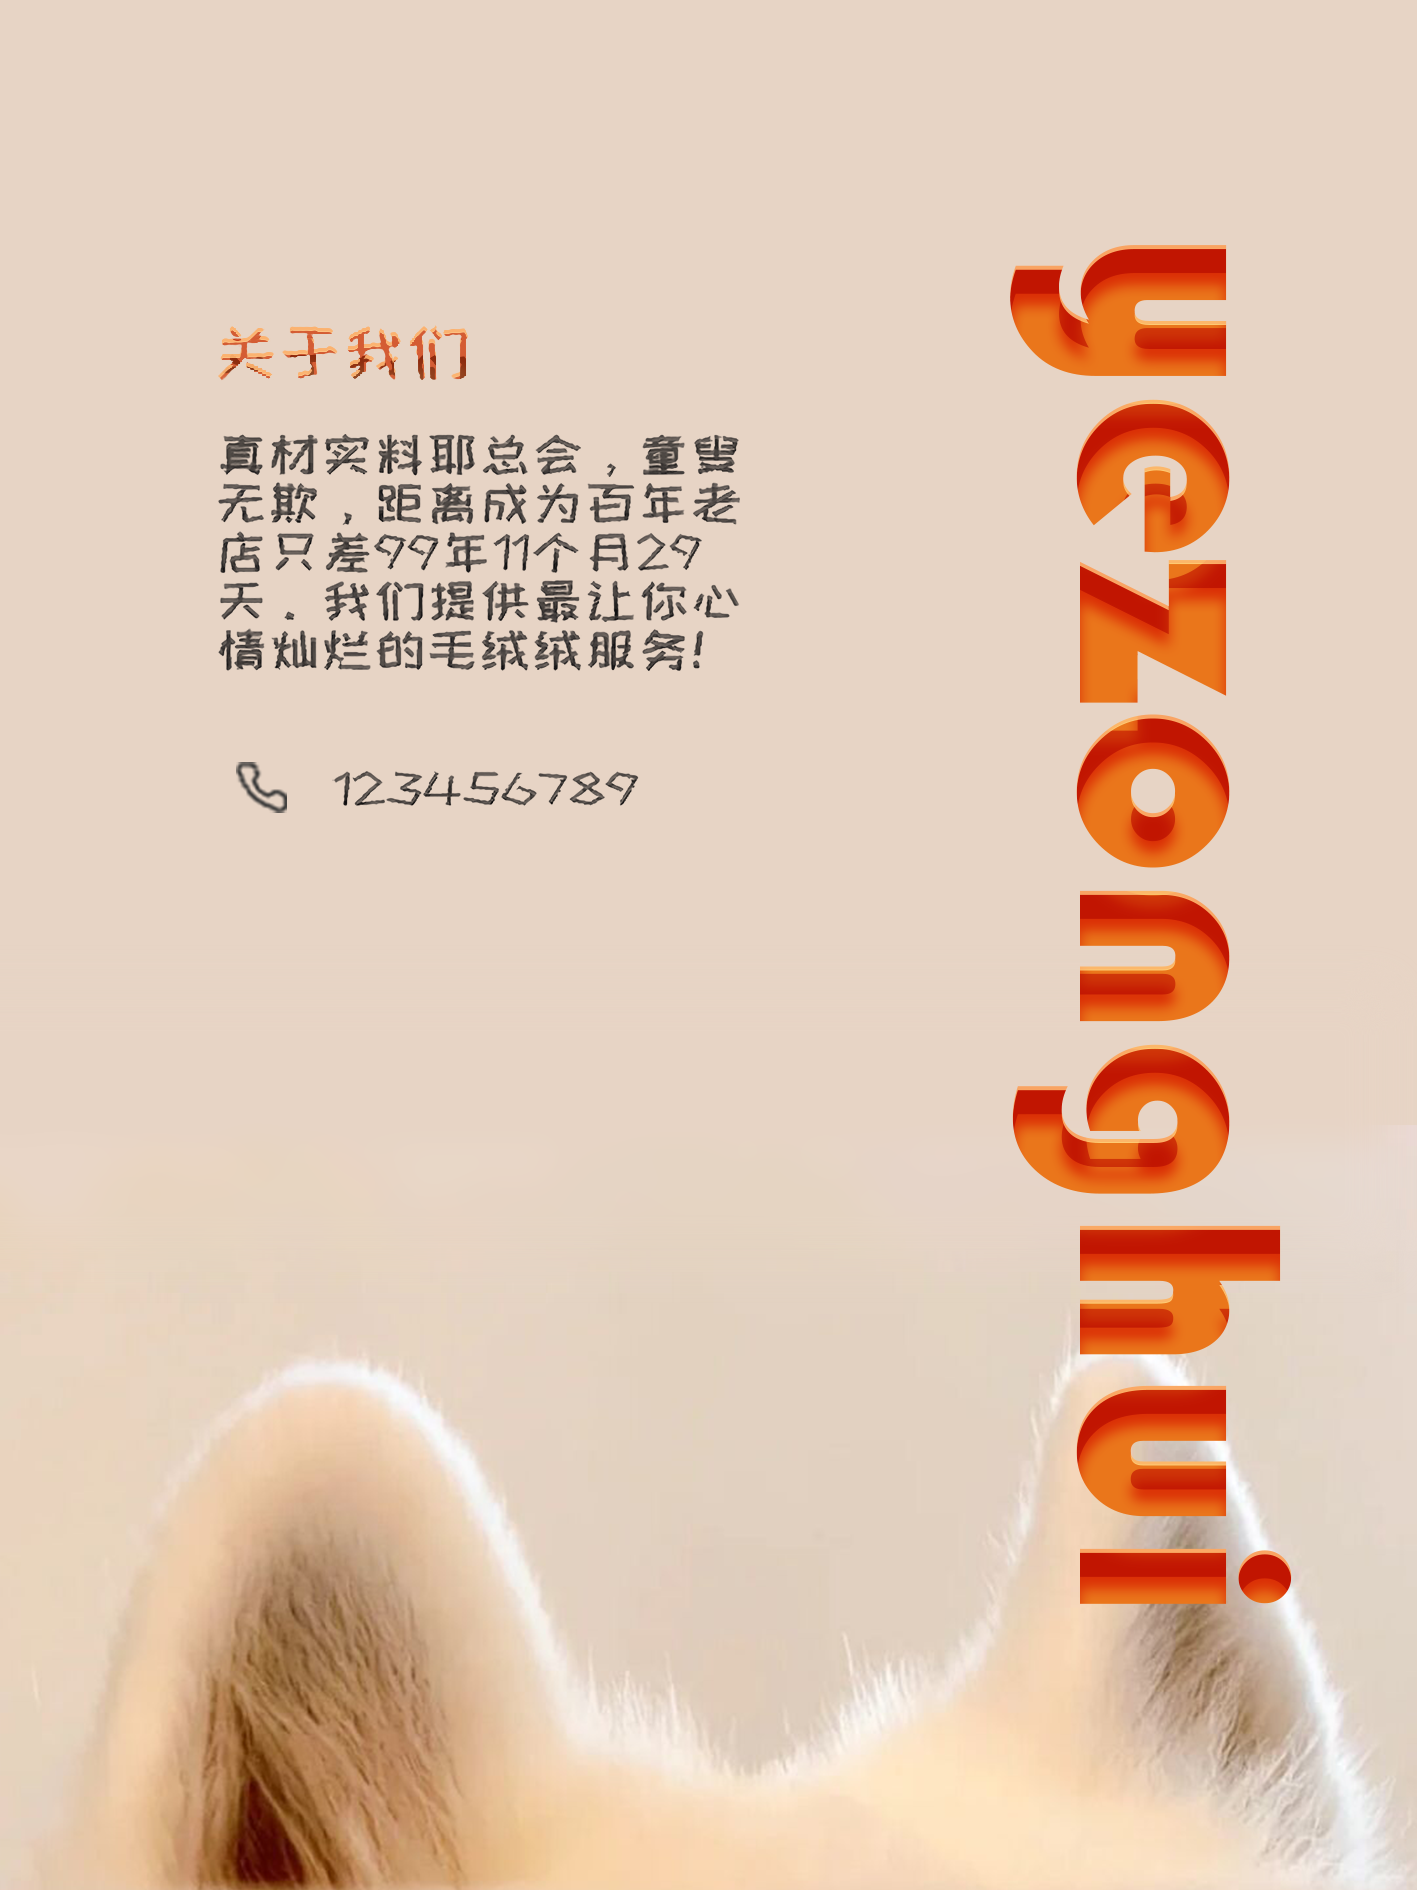 关于我们
真材实料耶总会，童叟
无欺，距离成为百年老
店只差99年11个月29
天．我们提供最让你心
情灿烂的毛绒绒服务!
123456789
yezonghui